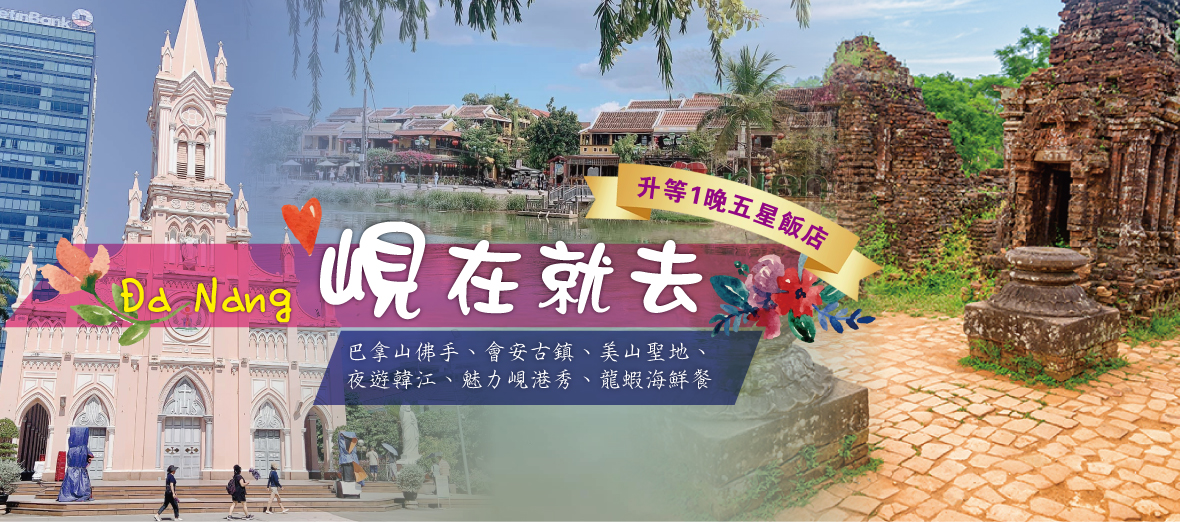 etinBank
升等1晚五星飯店
Đa Nang
峴在就去
巴拿山佛手、會安古鎮、美山聖地、
夜遊韓江、魅力峴港秀、龍蝦海鮮餐